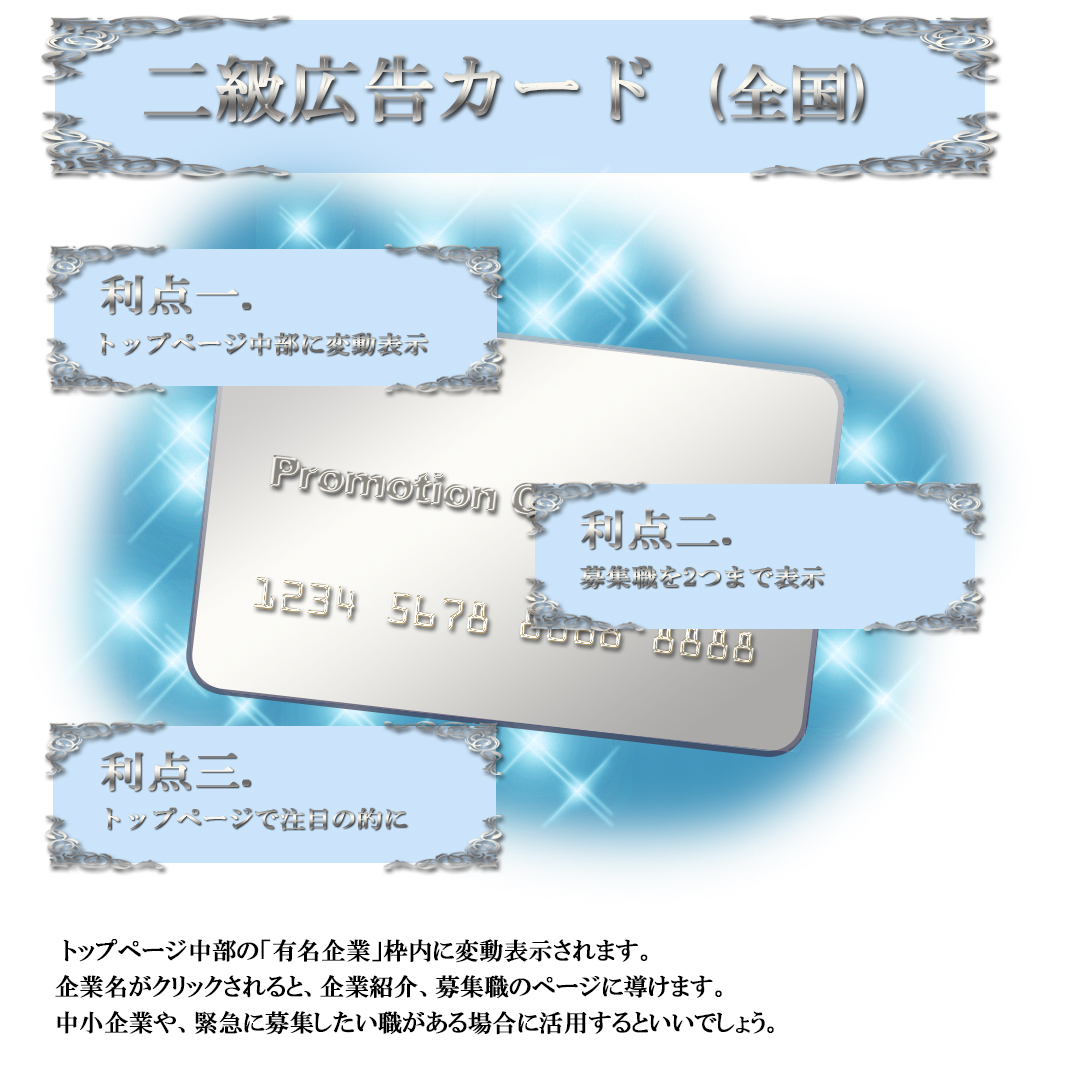 二級広告カード (全国)
利点一.
トップページ中部に変動表示
Promotion
利点二.
募集職を2つまで表示
1234 5678 8888 8888
利点三.
トップページで注目の的に
トップページ中部の「有名企業」枠内に変動表示されます。
企業名がクリックされると、企業紹介、募集職のページに導けます。
中小企業や、緊急に募集したい職がある場合に活用するといいでしょう。